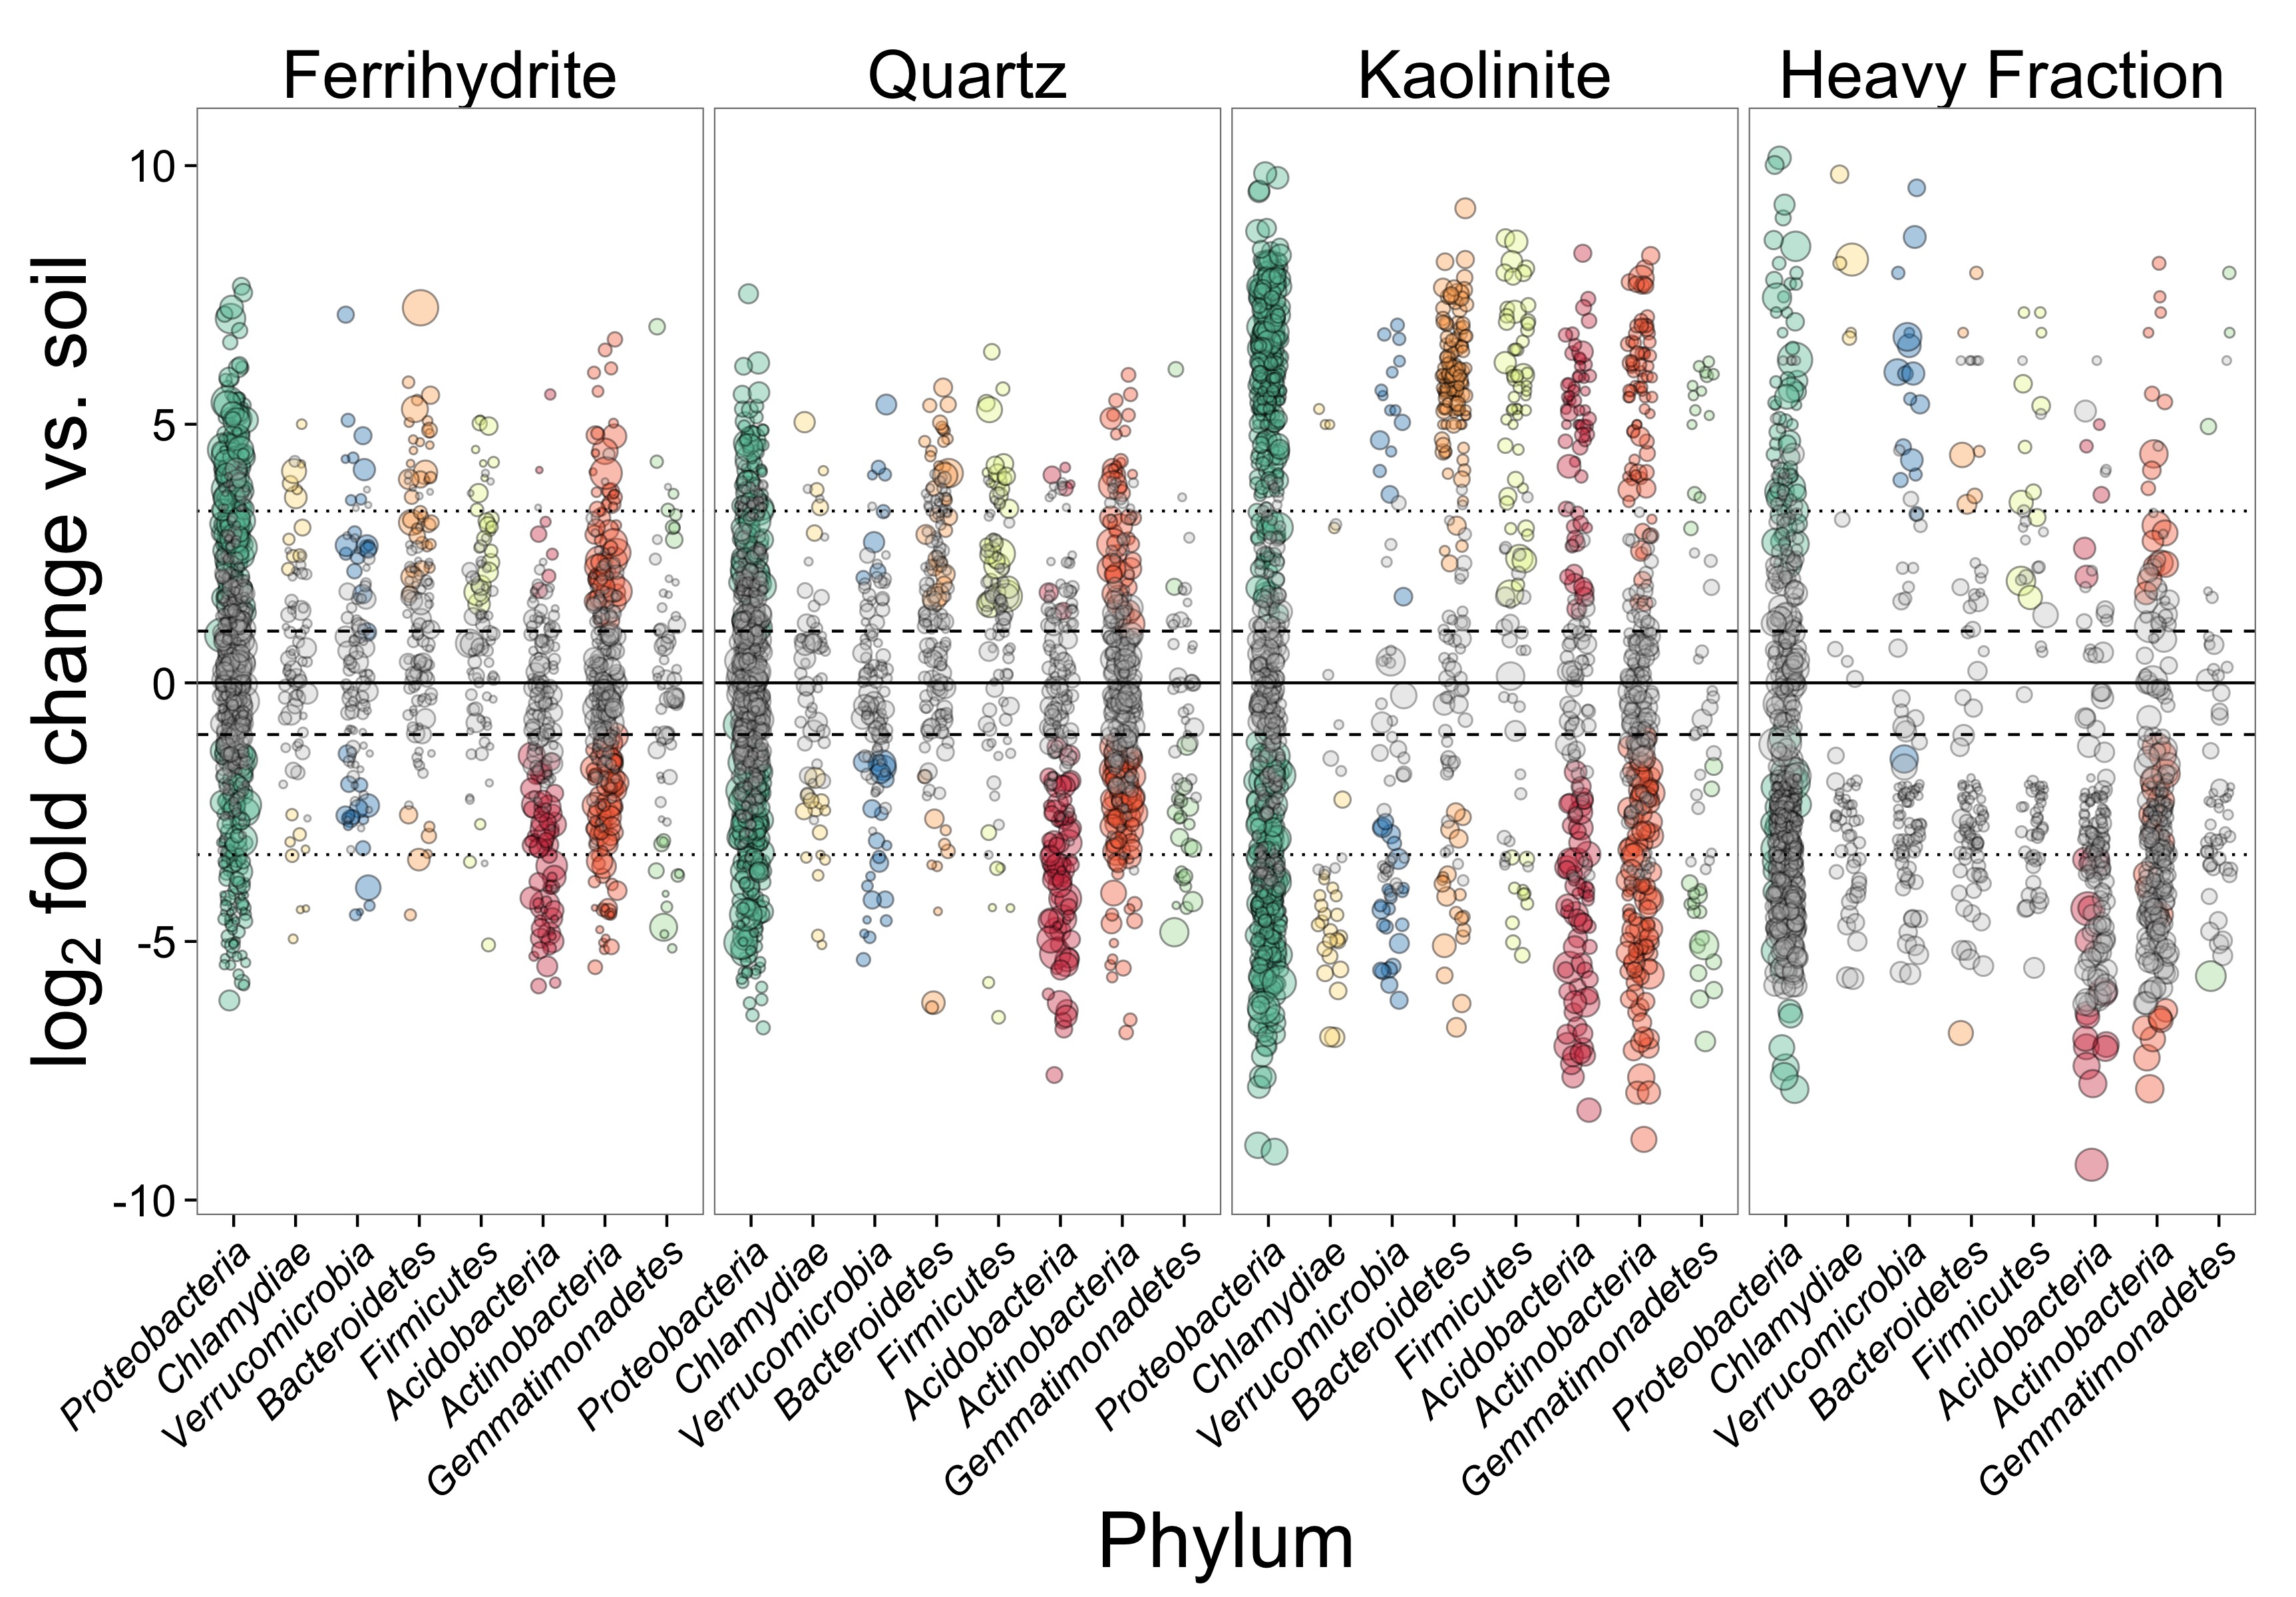 Ferrihydrite Quartz Kaolinite Heavy Fraction
log2 fold change vs. soil
10
5
0
-5
-10
Proteobacteria Chlamydiae Verrucomicrobia Bacteroidetes Firmicutes Acidobacteria Actinobacteria Gemmatimonadetes
Proteobacteria Chlamydiae Verrucomicrobia Bacteroidetes Firmicutes Acidobacteria Actinobacteria Gemmatimonadetes
Proteobacteria Chlamydiae Verrucomicrobia Bacteroidetes Firmicutes Acidobacteria Actinobacteria Gemmatimonadetes
Proteobacteria Chlamydiae Verrucomicrobia Bacteroidetes Firmicutes Acidobacteria Actinobacteria Gemmatimonadetes
Phylum